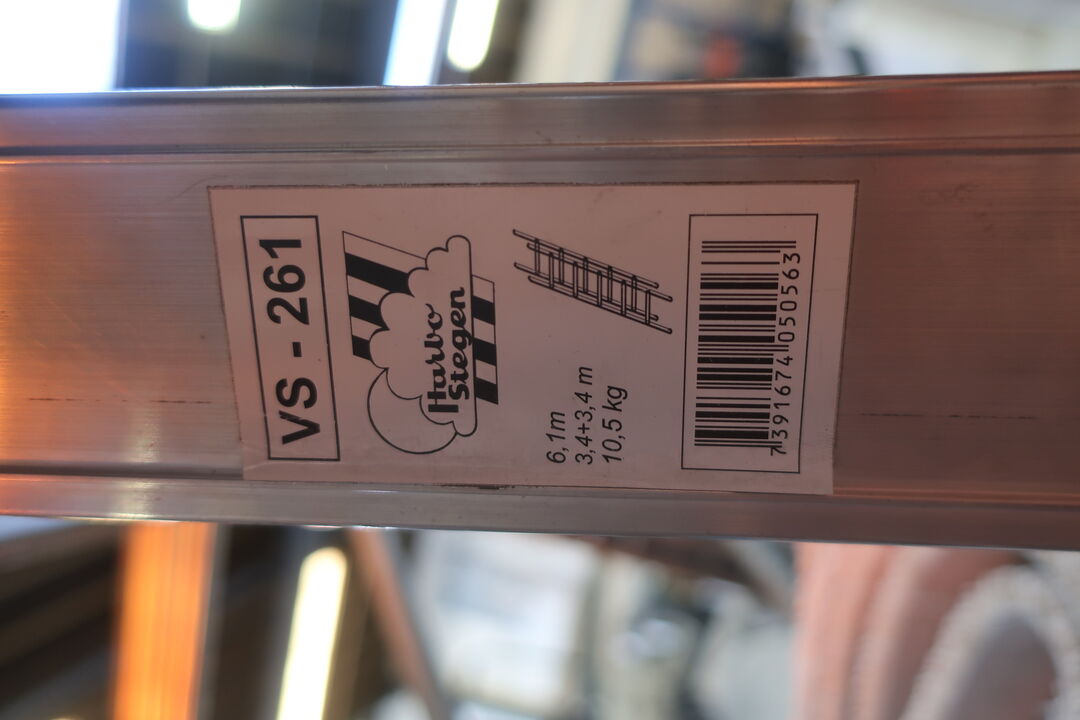 VS - 261
Harbo
Stegen
6,1m
3,4+3,4 m
10,5 kg
7391674050563